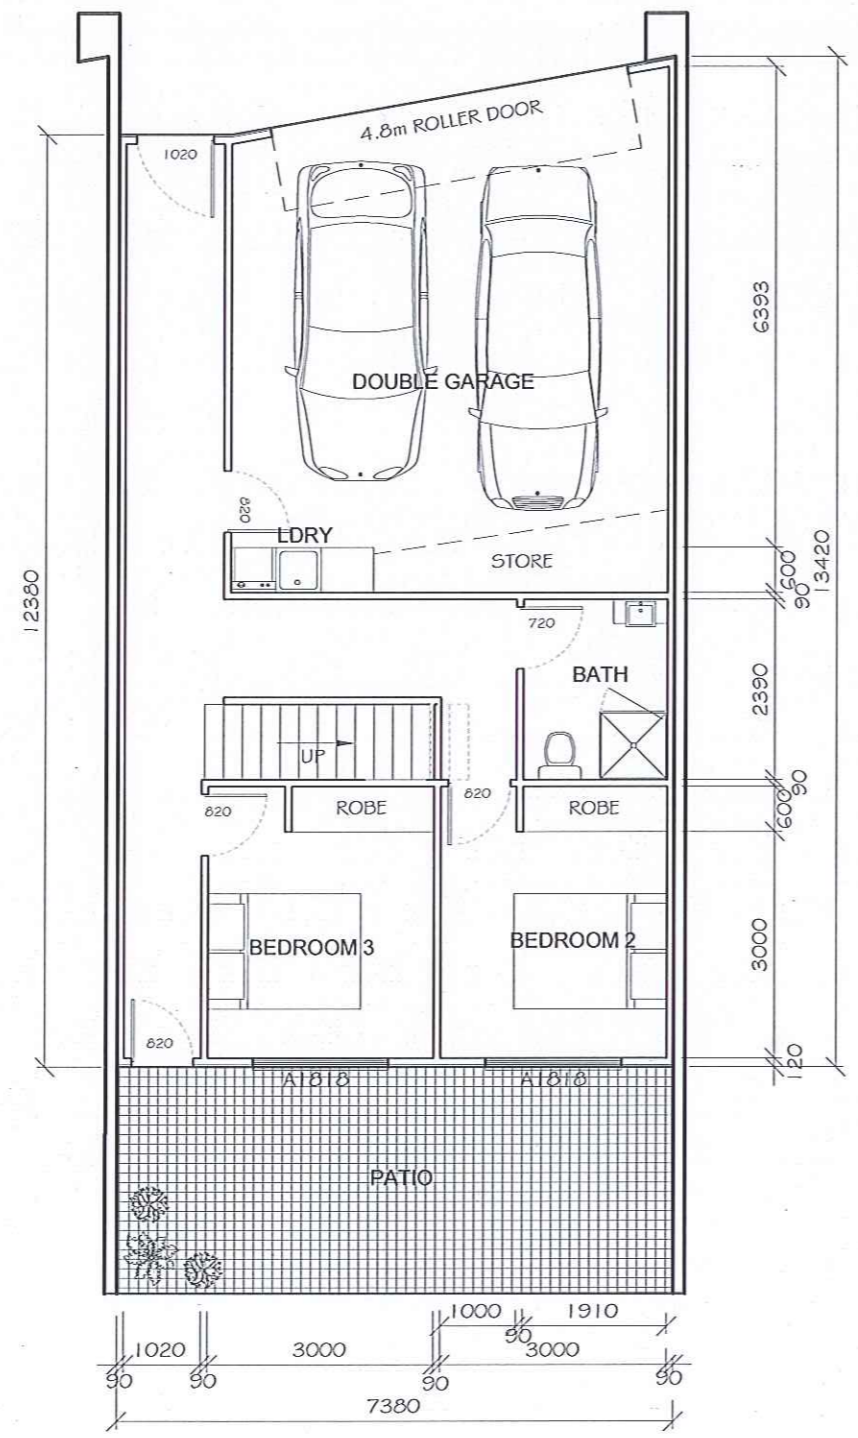 4.8m ROLLER DOOR
1020
6393
DOUBLE GARAGE
820
LDRY
STORE
12380
13420
600
90
720
BATH
2390
UP
90
600
820
ROBE
820
ROBE
BEDROOM 3
BEDROOM 2
3000
820
120
A1818
A1818
PATIO
1000
1910
90
1020
3000
3000
90
90
90
90
7380